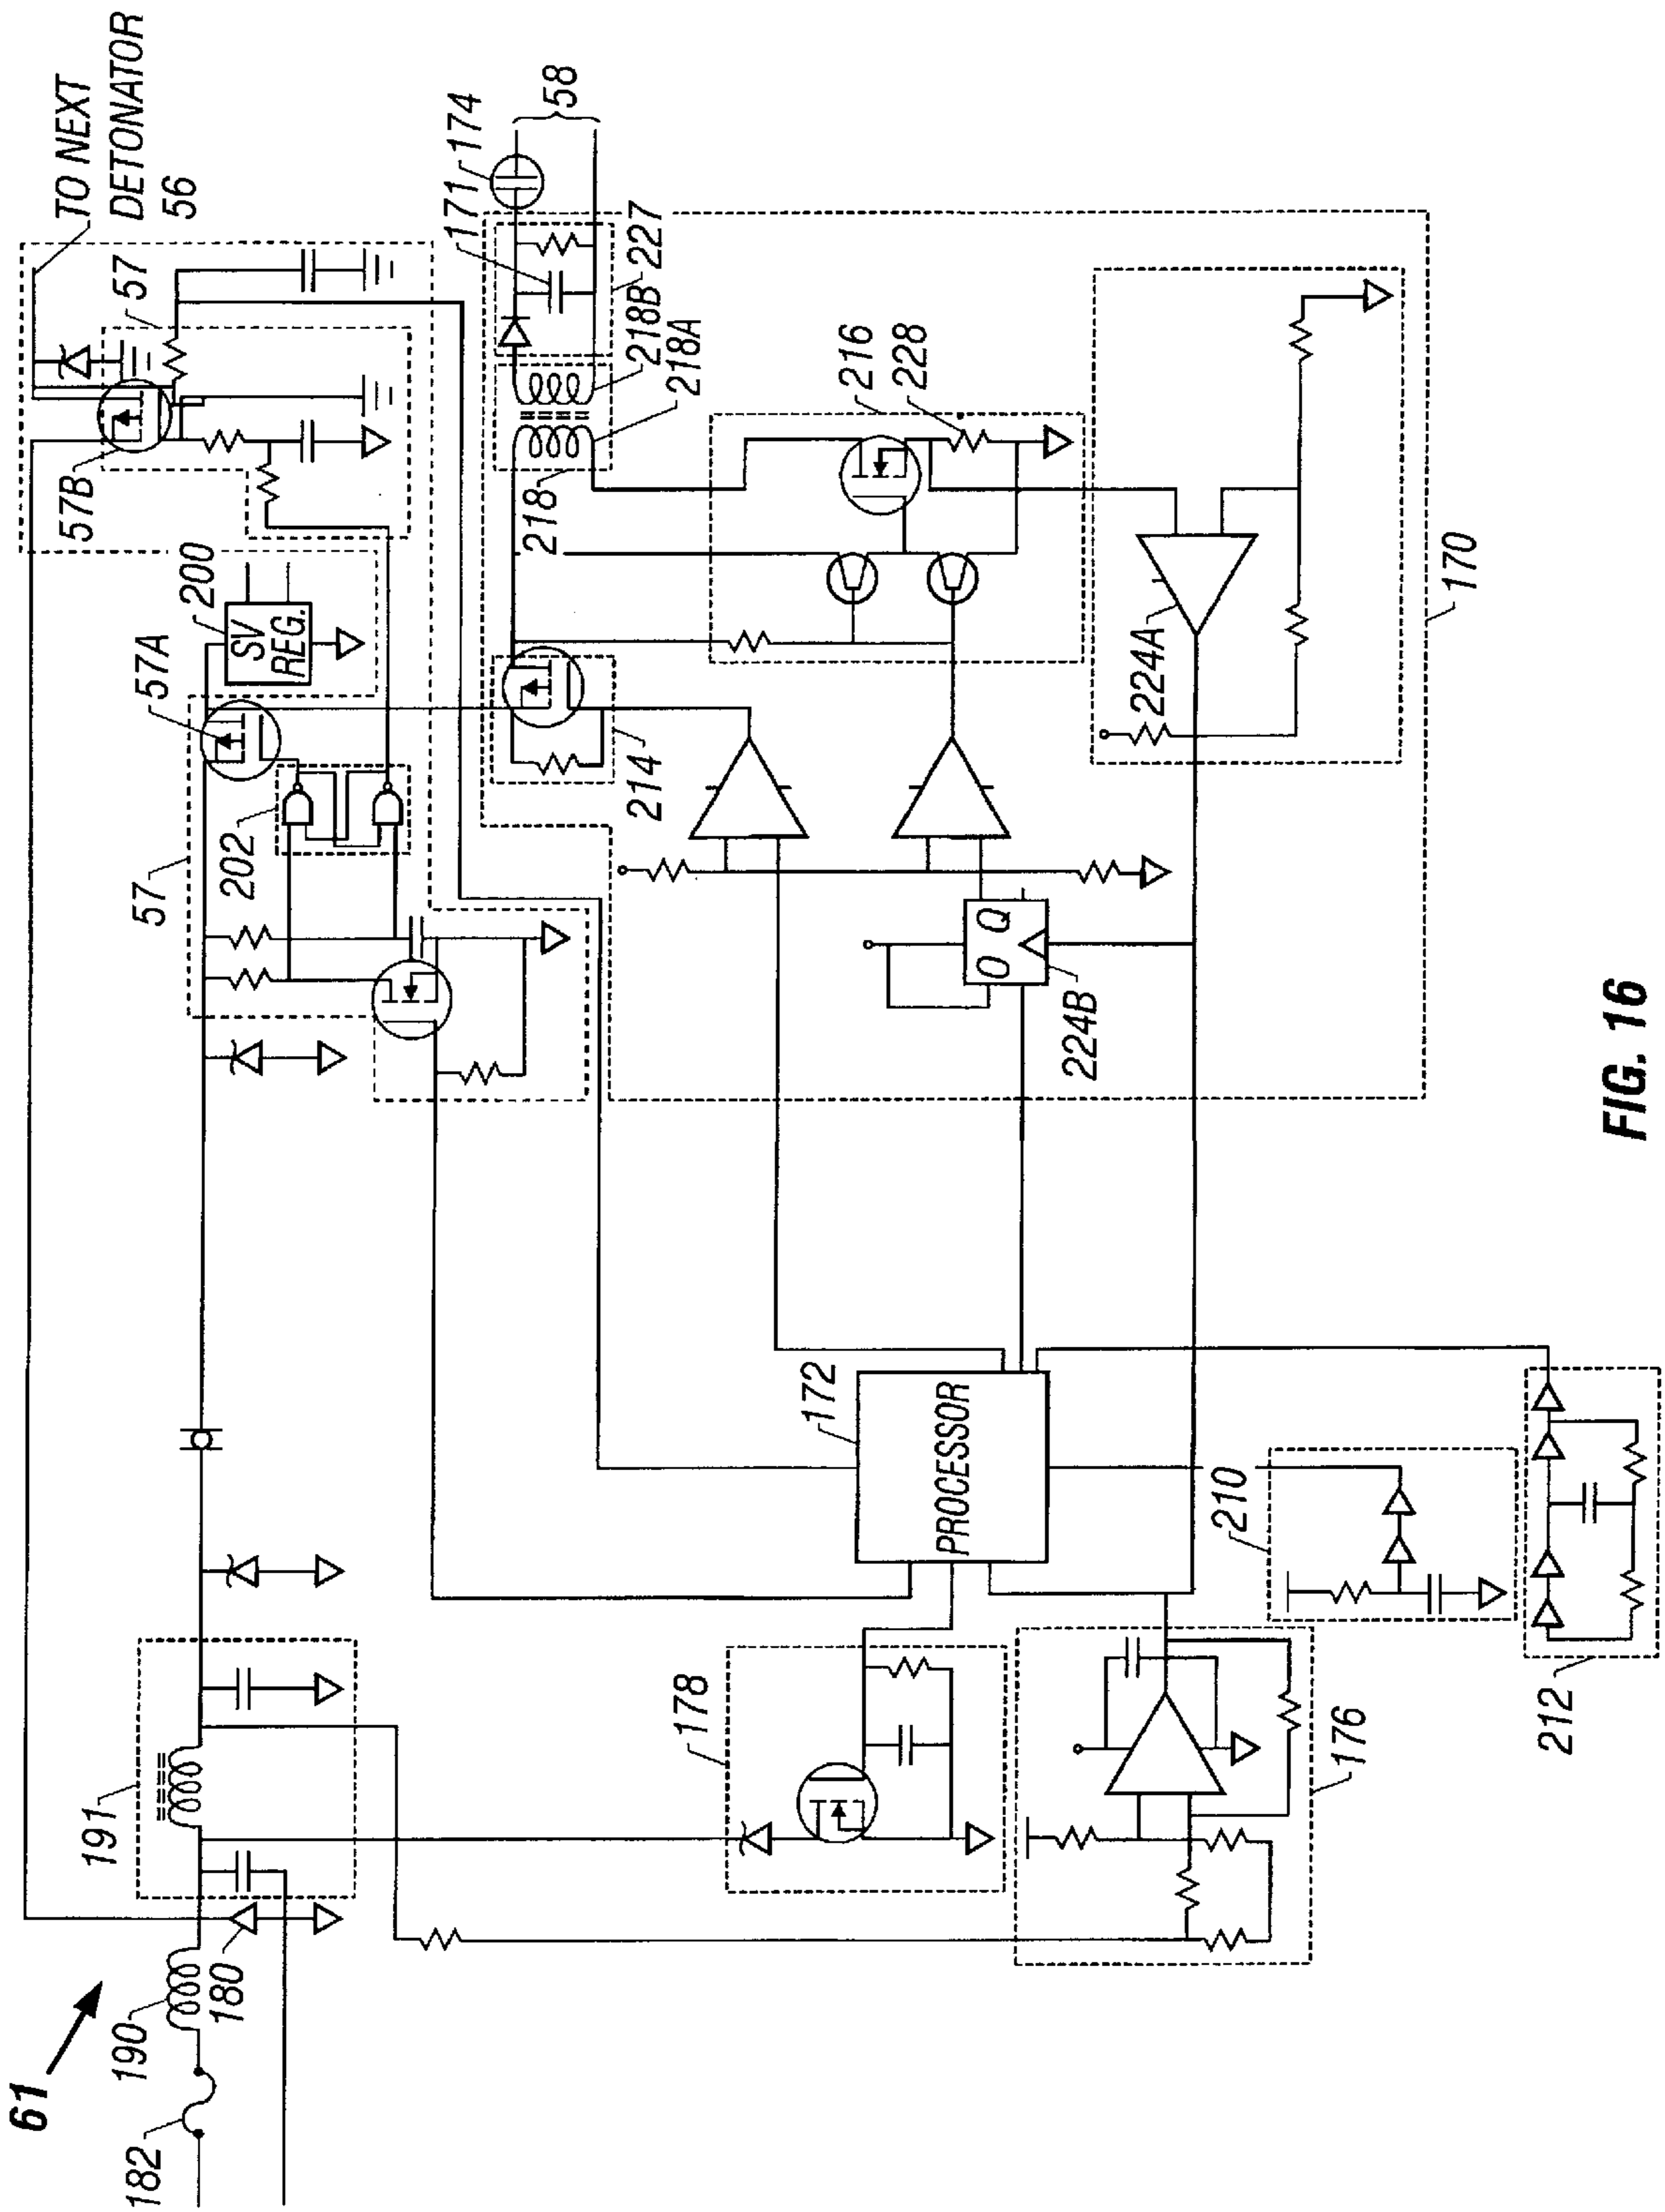 61
182
190
180
191
TO NEXT
DETONATOR
56
57
57B
57
57A
200
5V
REG.
202
171
174
58
227
218B
218A
218
214
216
228
178
172
PROCESSOR
176
210
212
O Q
224B
224A
170
FIG. 16